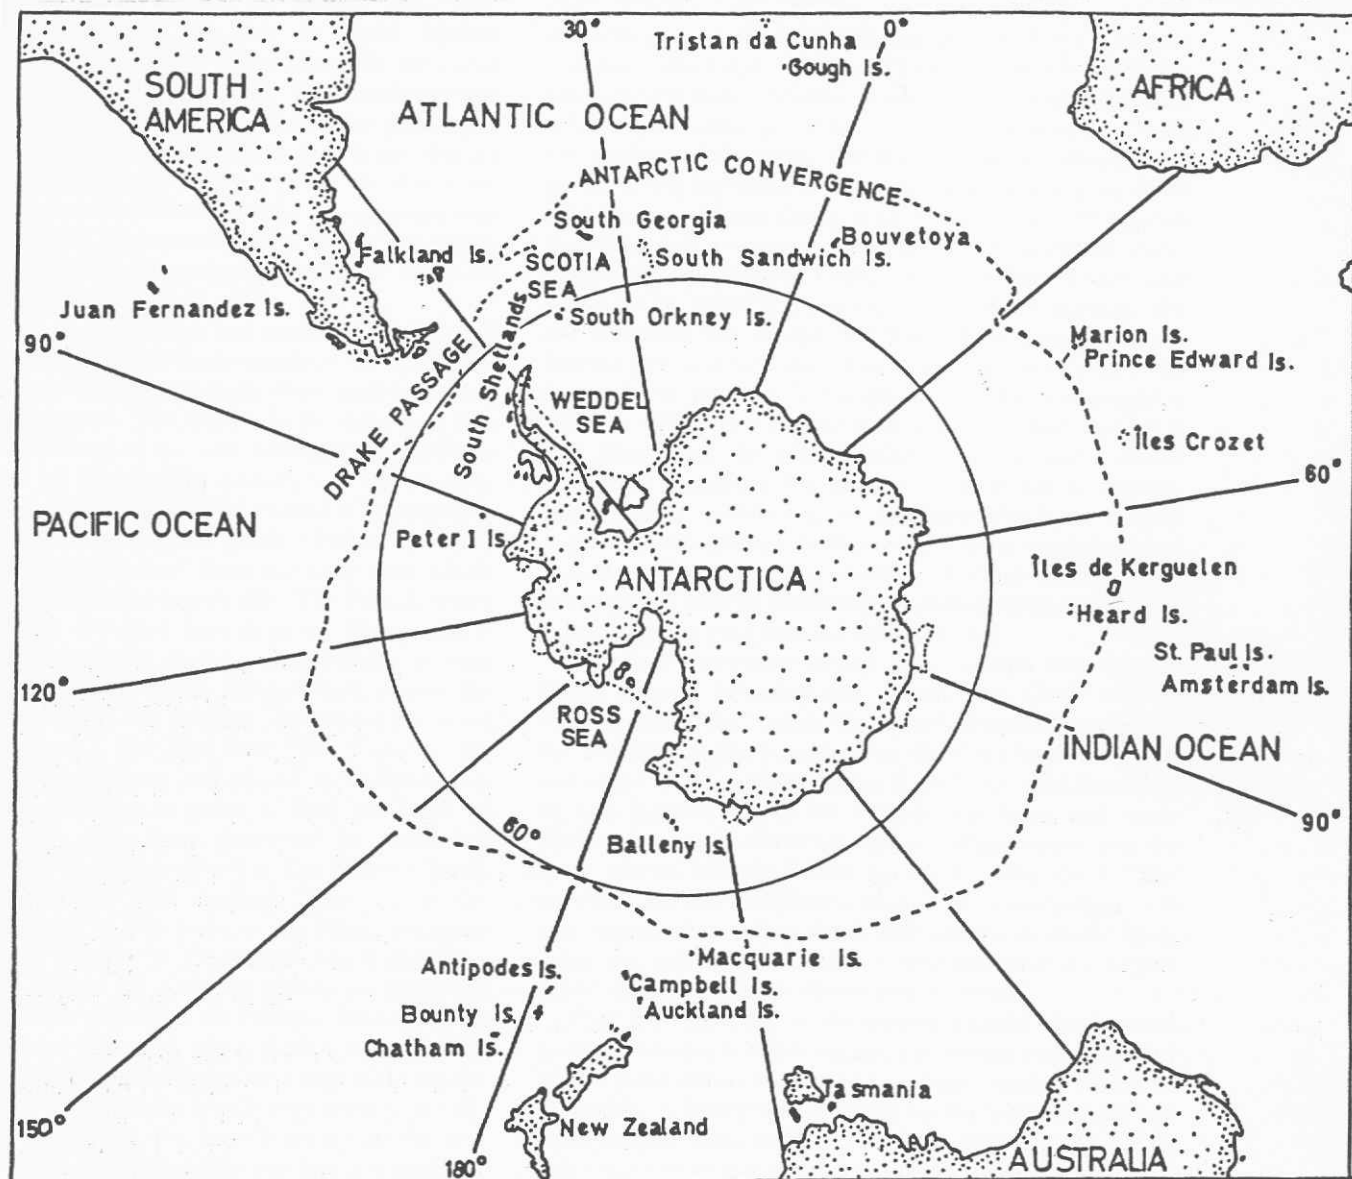 30°
0°
Tristan da Cunha
Gough Is.
SOUTH
AMERICA
ATLANTIC OCEAN
AFRICA
ANTARCTIC CONVERGENCE
South Georgia
Bouvetoya
Falkland Is.
SCOTIA
SEA
South Sandwich Is.
Juan Fernandez Is.
South Orkney Is.
90°
Marion Is.
Prince Edward Is.
DRAKE PASSAGE
South Shetlands
WEDDEL
SEA
Îles Crozet
60°
PACIFIC OCEAN
Peter I Is.
ANTARCTICA
Îles de Kerguelen
Heard Is.
St. Paul Is.
Amsterdam Is.
120°
ROSS
SEA
INDIAN OCEAN
60°
90°
Balleny Is.
Macquarie Is.
Antipodes Is.
Campbell Is.
Bounty Is.
Auckland Is.
Chatham Is.
Tasmania
New Zealand
150°
180°
AUSTRALIA